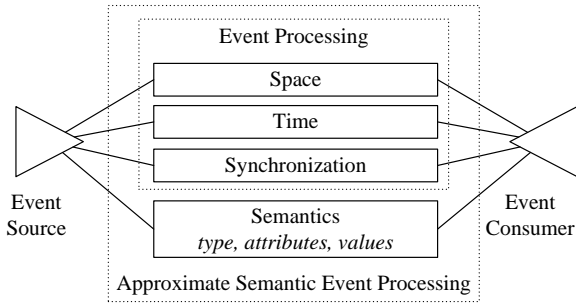 Event Processing
Space
Time
Synchronization
Event
Source
Semantics
type, attributes, values
Event
Consumer
Approximate Semantic Event Processing